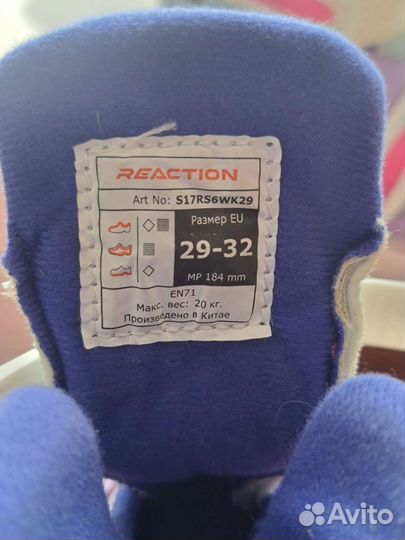 REACTION
Art No: S17RS6WK29
Размер EU
29-32
MP 184 mm
EN71
Макс. вес: 20 кг.
Произведено в Китае
Avito